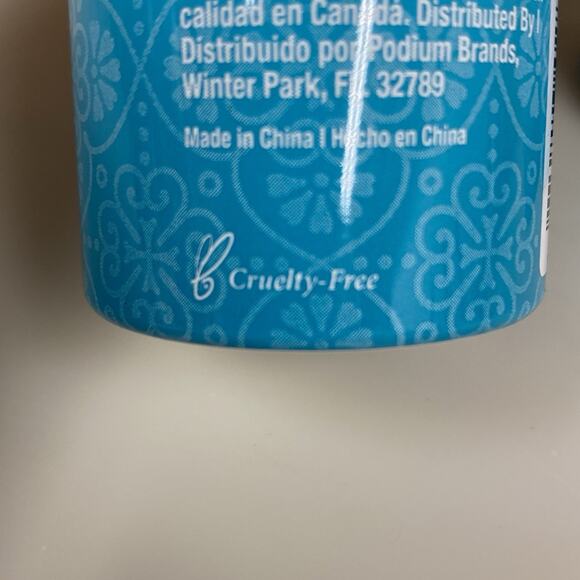 calidad en Canadá. Distributed By |
Distribuido por Podium Brands,
Winter Park, FL 32789
Made in China | Hecho en China
Cruelty-Free